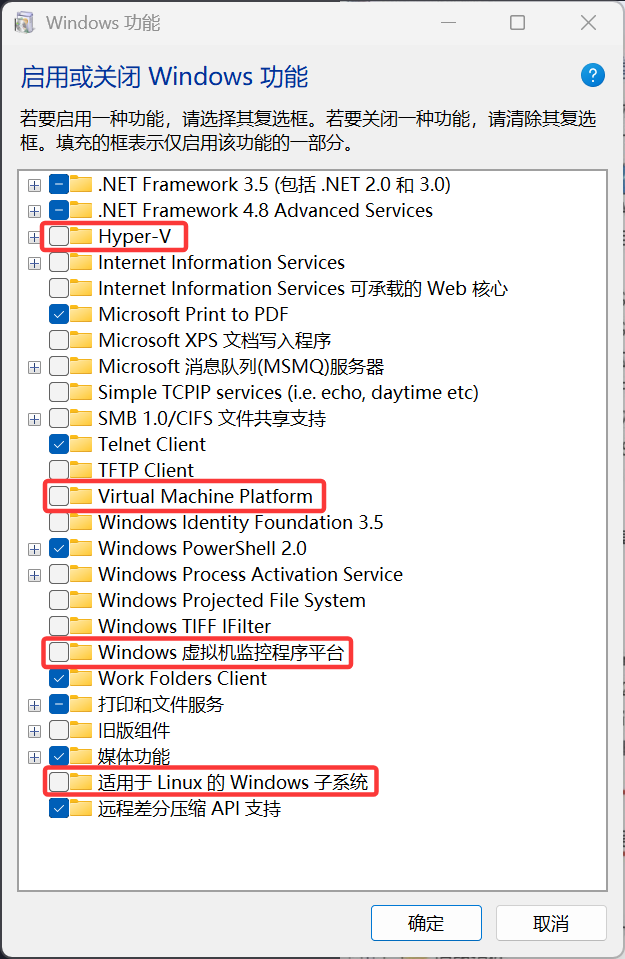 Windows 功能
启用或关闭 Windows 功能
若要启用一种功能，请选择其复选框。若要关闭一种功能，请清除其复选
框。填充的框表示仅启用该功能的一部分。
.NET Framework 3.5 (包括 .NET 2.0 和 3.0)
.NET Framework 4.8 Advanced Services
Hyper-V
Internet Information Services
Internet Information Services 可承载的 Web 核心
Microsoft Print to PDF
Microsoft XPS 文档写入程序
Microsoft 消息队列(MSMQ)服务器
Simple TCPIP services (i.e. echo, daytime etc)
SMB 1.0/CIFS 文件共享支持
Telnet Client
TFTP Client
Virtual Machine Platform
Windows Identity Foundation 3.5
Windows PowerShell 2.0
Windows Process Activation Service
Windows Projected File System
Windows TIFF IFilter
Windows 虚拟机监控程序平台
Work Folders Client
打印和文件服务
旧版组件
媒体功能
适用于 Linux 的 Windows 子系统
远程差分压缩 API 支持
确定
取消